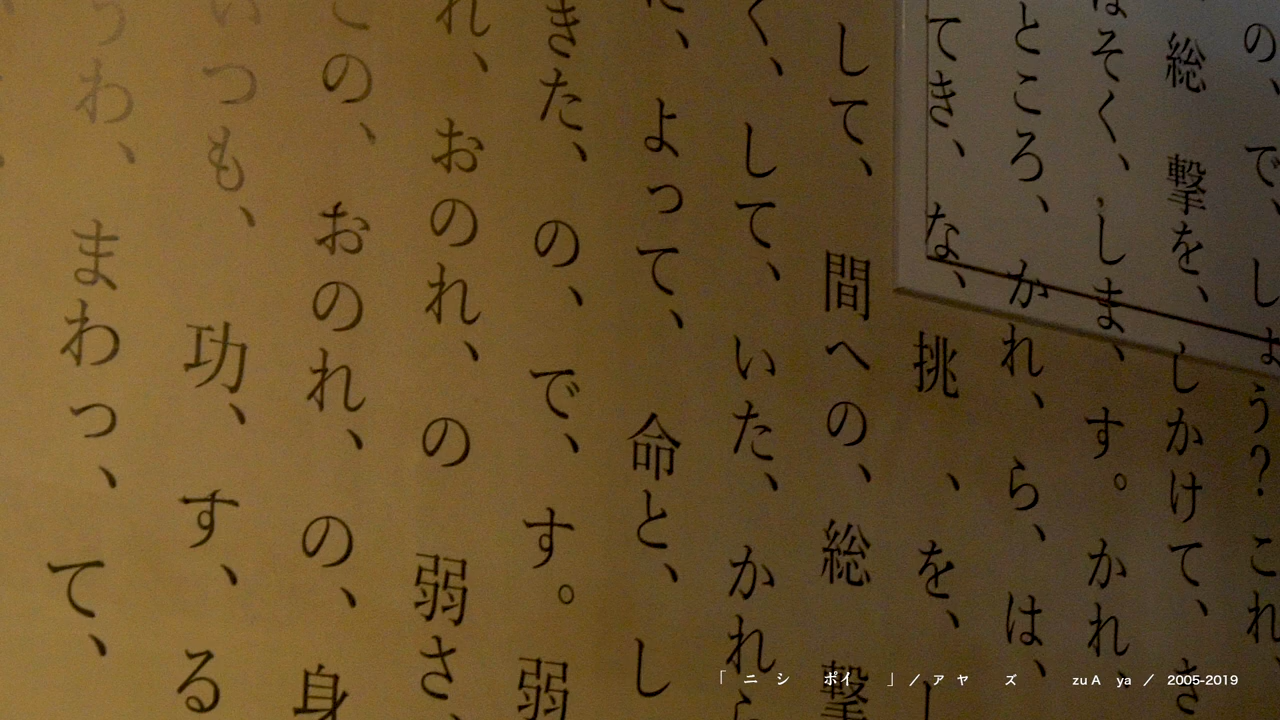 の、で、しょう？これ、
総 撃を、しかけて、さ
ほそく、しま、す。かれ、
ところ、かれ、ら、は、
てき、な、挑 、を、し
して、間への、総 撃
く、して、いた、かれら
に、よって、命と、し
きた、の、で、す。弱
れ、おのれ、の 弱さ、
この、おのれ、の、身
いつも、功、す、る
うわ、まわっ、て、
「 ニ シ ポイ 」／ア ヤ ズ zu A ya ／ 2005-2019